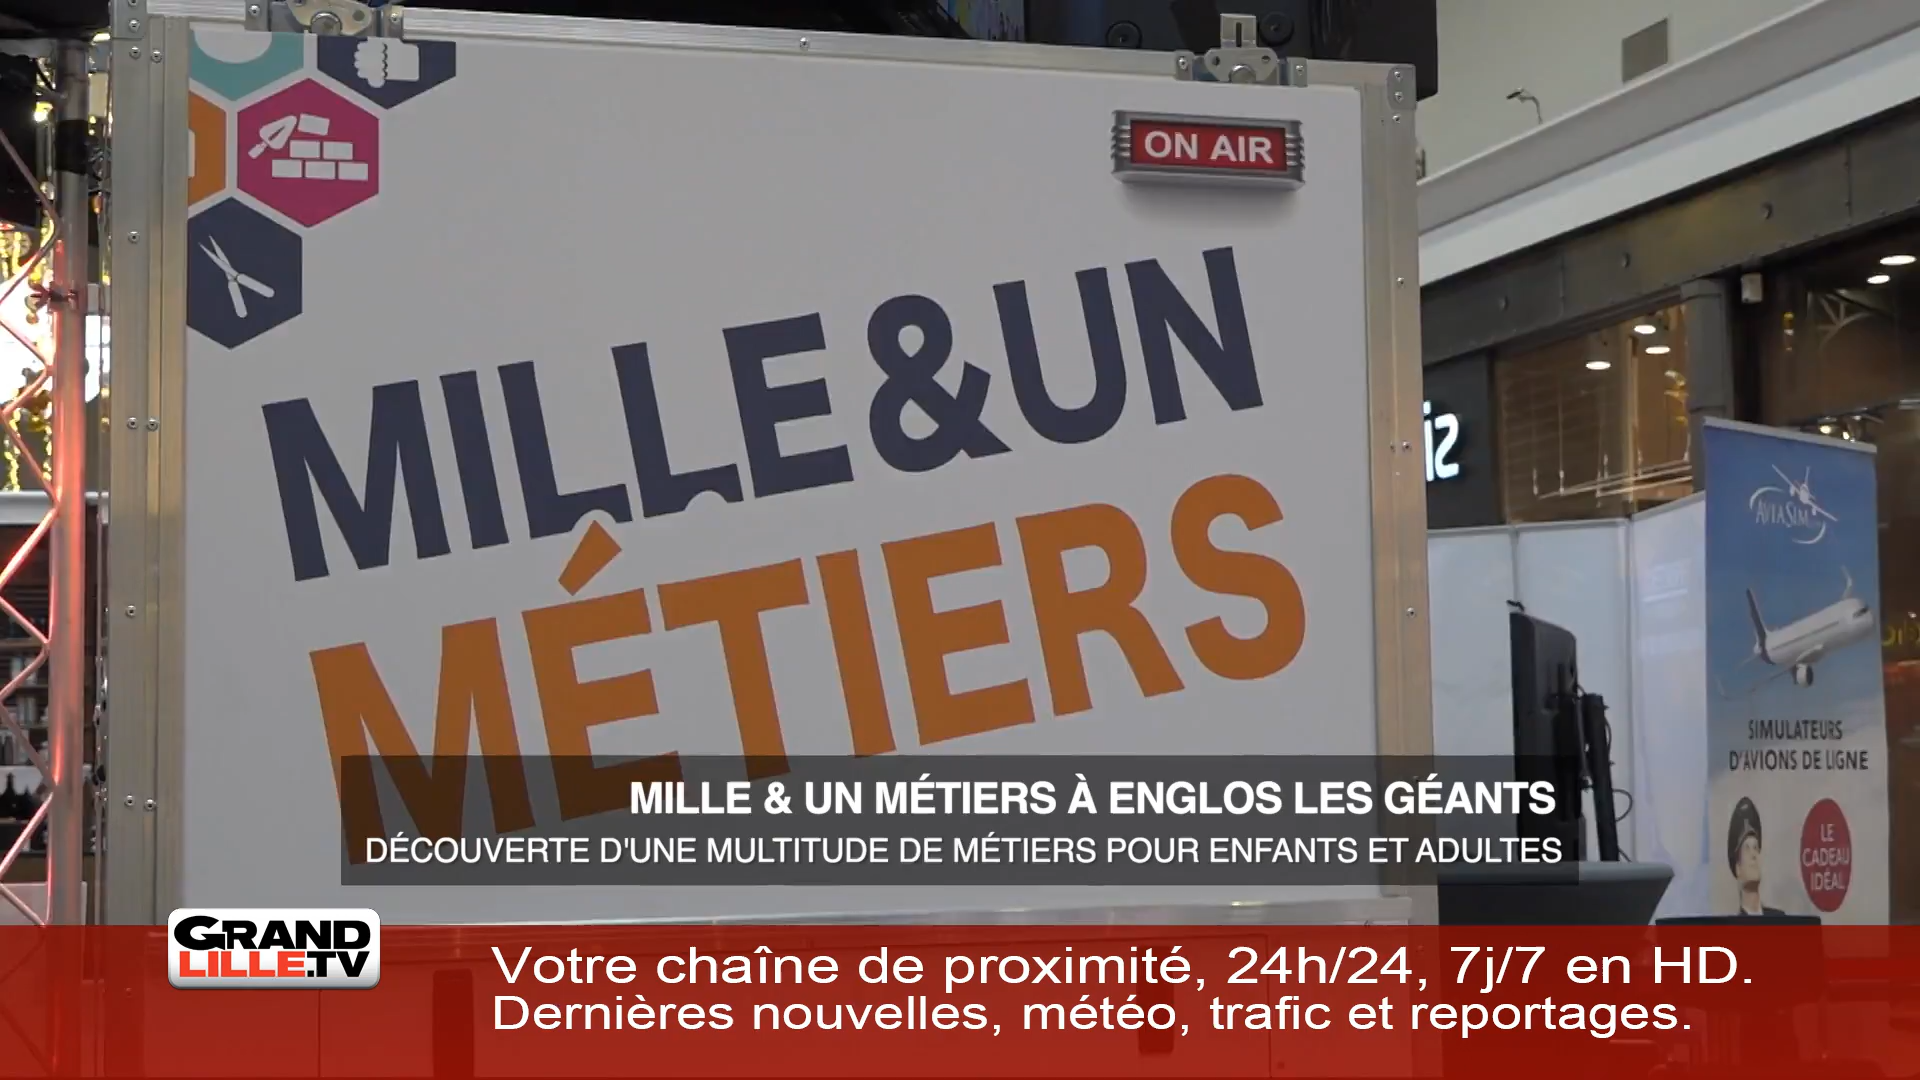 ON AIR
MILLE&UN
MÉTIERS
AVIASIM
SIMULATEURS
D'AVIONS DE LIGNE
LE
CADEAU
IDÉAL
MILLE & UN MÉTIERS À ENGLOS LES GÉANTS
DÉCOUVERTE D'UNE MULTITUDE DE MÉTIERS POUR ENFANTS ET ADULTES
GRAND
LILLE.TV
Votre chaîne de proximité, 24h/24, 7j/7 en HD.
Dernières nouvelles, météo, trafic et reportages.